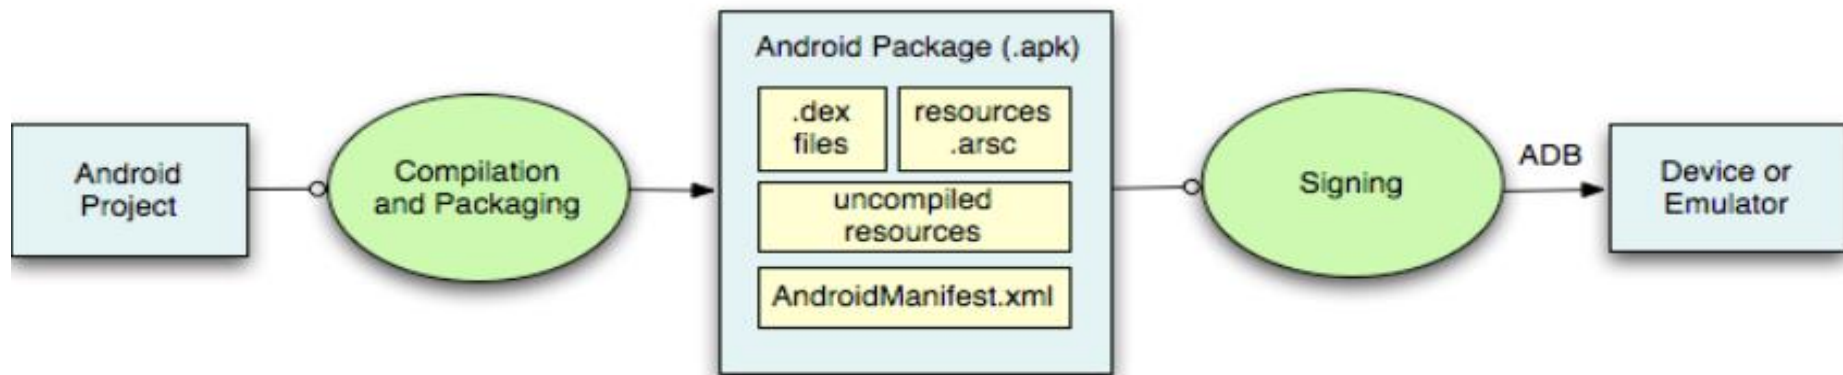 Android
Project
Compilation
and Packaging
Android Package (.apk)
.dex
files
resources
.arsc
uncompiled
resources
AndroidManifest.xml
Signing
ADB
Device or
Emulator